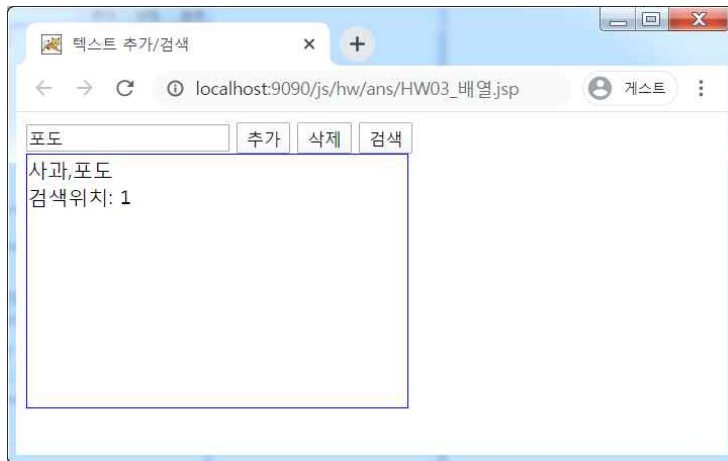 텍스트 추가/검색
localhost:9090/js/hw/ans/HW03_배열.jsp
게스트
포도 추가 삭제 검색
사과,포도
검색위치: 1